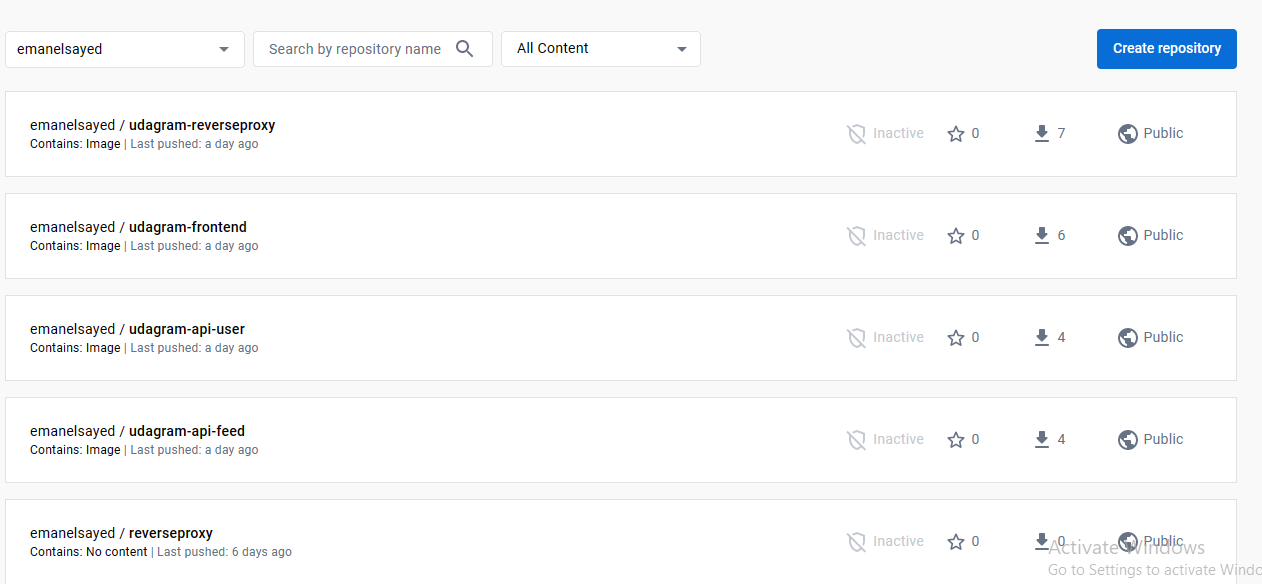 emanelsayed
Search by repository name
All Content
Create repository
emanelsayed / udagram-reverseproxy
Contains: Image | Last pushed: a day ago
Inactive
0
7
Public
emanelsayed / udagram-frontend
Contains: Image | Last pushed: a day ago
Inactive
0
6
Public
emanelsayed / udagram-api-user
Contains: Image | Last pushed: a day ago
Inactive
0
4
Public
emanelsayed / udagram-api-feed
Contains: Image | Last pushed: a day ago
Inactive
0
4
Public
emanelsayed / reverseproxy
Contains: No content | Last pushed: 6 days ago
Inactive
0
0
Public
Activate Windows
Go to Settings to activate Windo